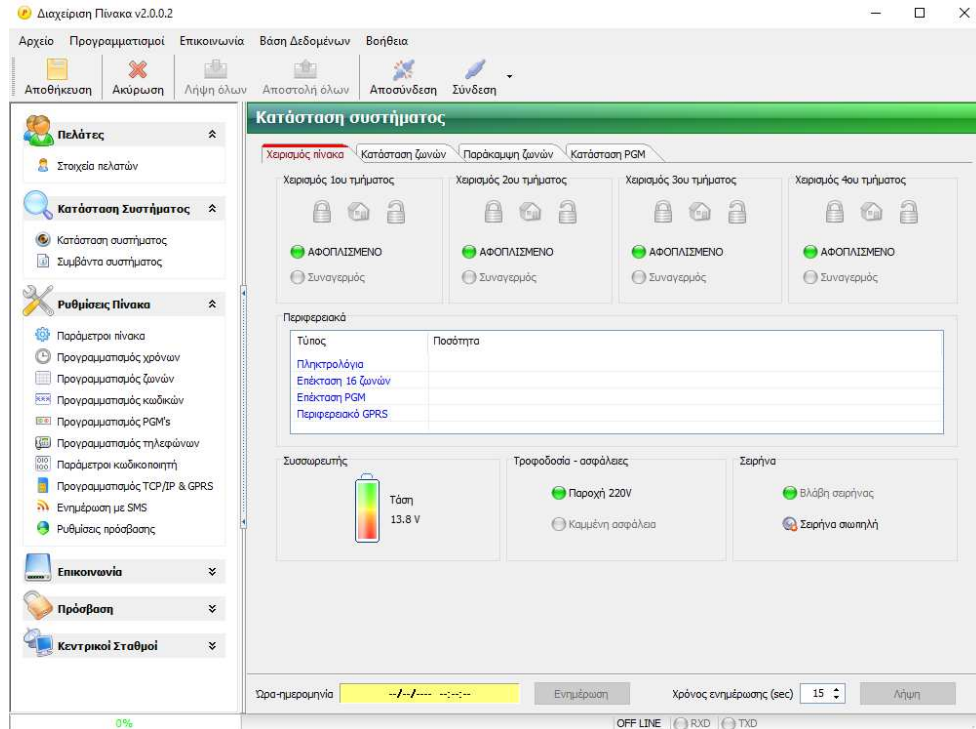 Διαχείριση Πίνακα v2.0.0.2
Αρχείο Προγραμματισμοί Επικοινωνία Βάση Δεδομένων Βοήθεια
Αποθήκευση Ακύρωση Λήψη όλων Αποστολή όλων Αποσύνδεση Σύνδεση
Πελάτες
Στοιχεία πελατών
Κατάσταση Συστήματος
Κατάσταση συστήματος
Συμβάντα συστήματος
Ρυθμίσεις Πίνακα
Παράμετροι πίνακα
Προγραμματισμός χρόνων
Προγραμματισμός ζωνών
Προγραμματισμός κωδικών
Προγραμματισμός PGM's
Προγραμματισμός τηλεφώνων
Παράμετροι κωδικοποιητή
Προγραμματισμός TCP/IP & GPRS
Ενημέρωση με SMS
Ρυθμίσεις πρόσβασης
Επικοινωνία
Πρόσβαση
Κεντρικοί Σταθμοί
Κατάσταση συστήματος
Χειρισμός πίνακα Κατάσταση ζωνών Παράκαμψη ζωνών Κατάσταση PGM
Χειρισμός 1ου τμήματος Χειρισμός 2ου τμήματος Χειρισμός 3ου τμήματος Χειρισμός 4ου τμήματος
ΑΦΟΠΛΙΣΜΕΝΟ ΑΦΟΠΛΙΣΜΕΝΟ ΑΦΟΠΛΙΣΜΕΝΟ ΑΦΟΠΛΙΣΜΕΝΟ
Συναγερμός Συναγερμός Συναγερμός Συναγερμός
Περιφερειακά
Τύπος Ποσότητα
Πληκτρολόγια
Επέκταση 16 ζωνών
Επέκταση PGM
Περιφερειακό GPRS
Συσσωρευτής Τροφοδοσία - ασφάλειες Σειρήνα
Τάση Παροχή 220V Βλάβη σειρήνας
13.8 V Καμμένη ασφάλεια Σειρήνα σιωπηλή
Ώρα-ημερομηνία --/--/---- --:--:-- Ενημέρωση Χρόνος ενημέρωσης (sec) 15 Λήψη
0% OFF LINE RXD TXD